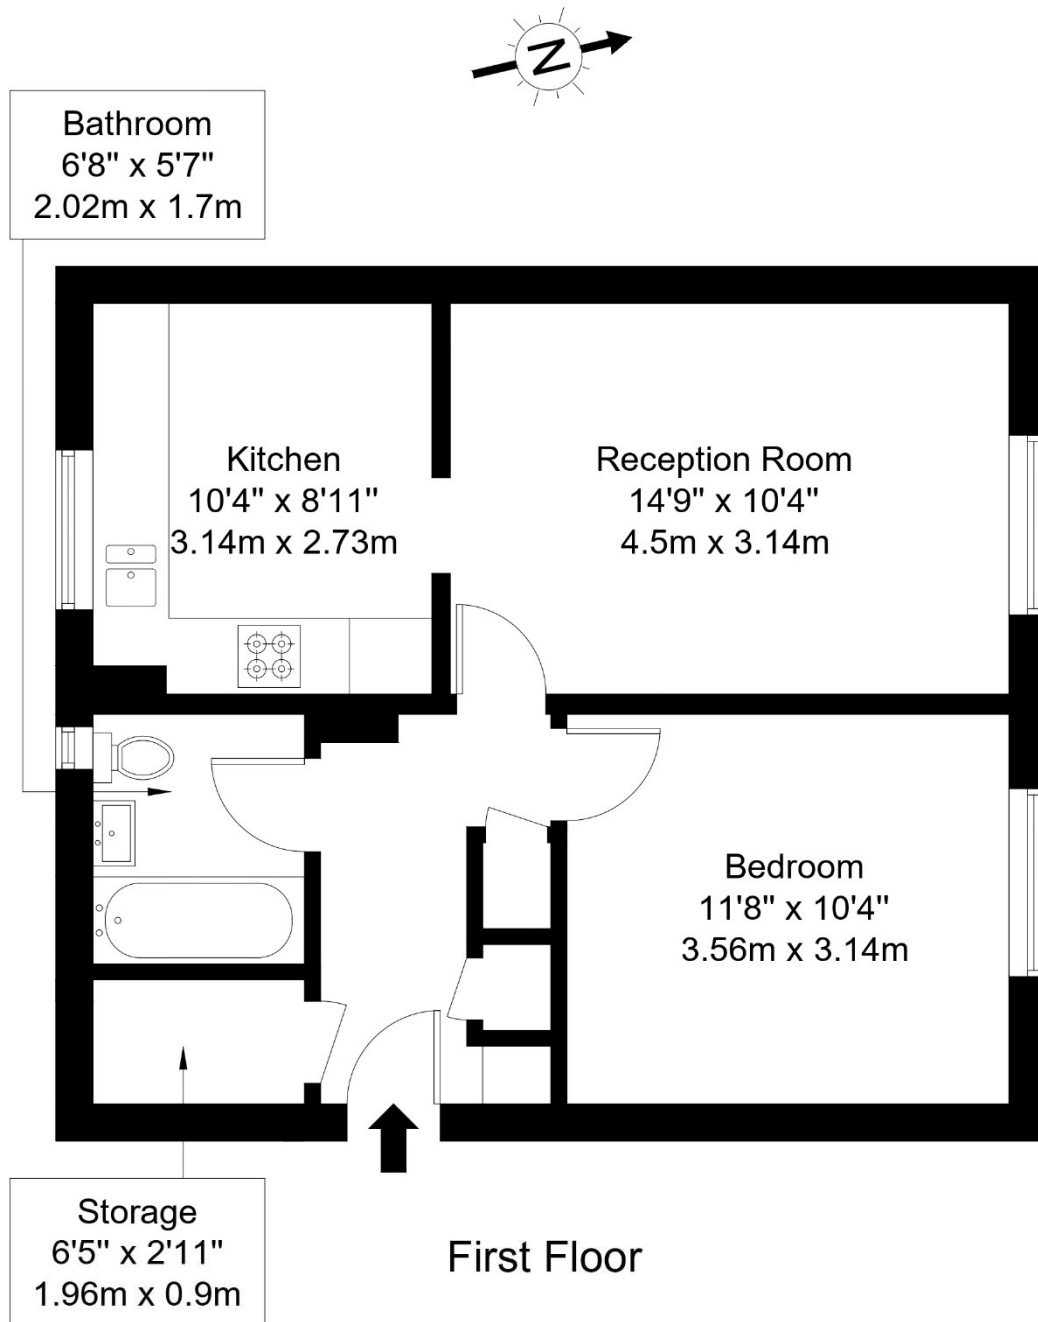 N
Bathroom
6'8" x 5'7"
2.02m x 1.7m
Kitchen
10'4" x 8'11"
3.14m x 2.73m
Reception Room
14'9" x 10'4"
4.5m x 3.14m
Bedroom
11'8" x 10'4"
3.56m x 3.14m
Storage
6'5" x 2'11"
1.96m x 0.9m
First Floor